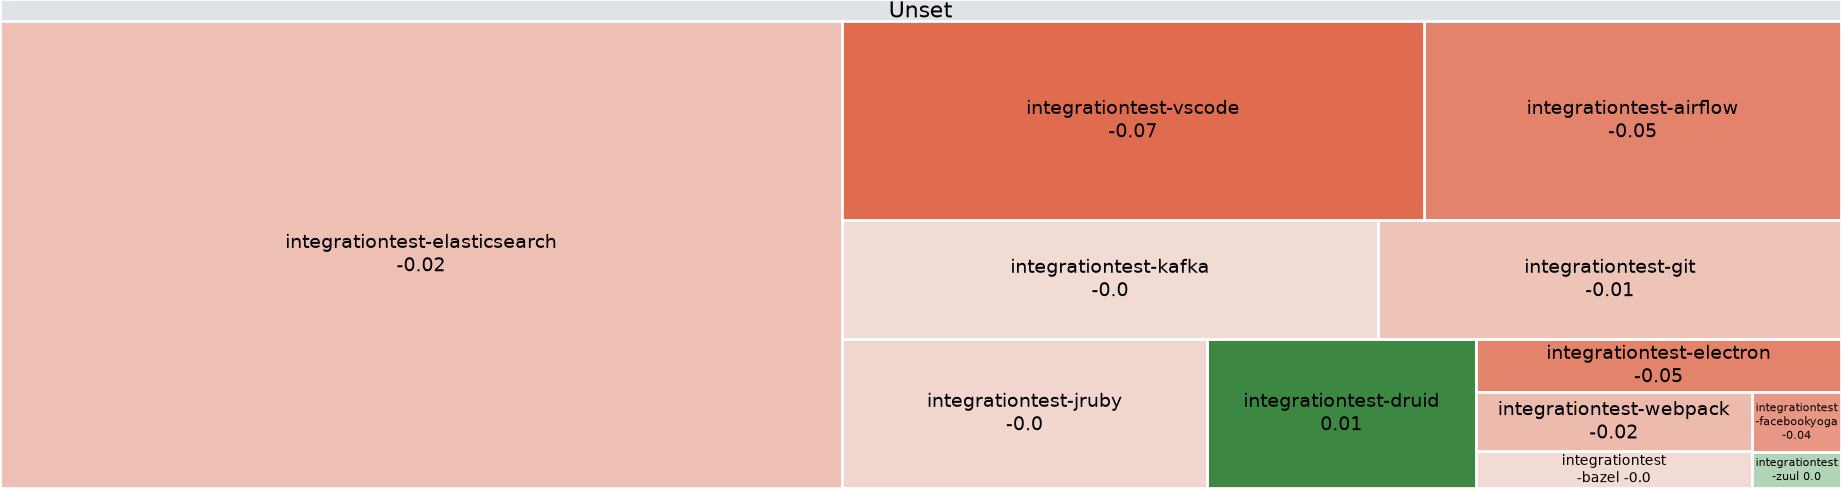 Unset
integrationtest-elasticsearch
-0.02
integrationtest-vscode
-0.07
integrationtest-airflow
-0.05
integrationtest-kafka
-0.0
integrationtest-git
-0.01
integrationtest-jruby
-0.0
integrationtest-druid
0.01
integrationtest-electron
-0.05
integrationtest-webpack
-0.02
integrationtest
-facebookyoga
-0.04
integrationtest
-bazel -0.0
integrationtest
-zuul 0.0